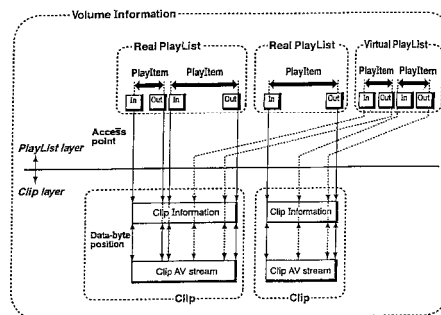 Volume Information
Real PlayList
Real PlayList
Virtual PlayList
PlayItem
PlayItem
PlayItem
PlayItem
PlayItem
In
Out
In
Out
In
Out
In
Out
In
Out
Access
point
PlayList layer
Clip layer
Clip Information
Clip Information
Data-byte
position
Clip AV stream
Clip AV stream
Clip
Clip